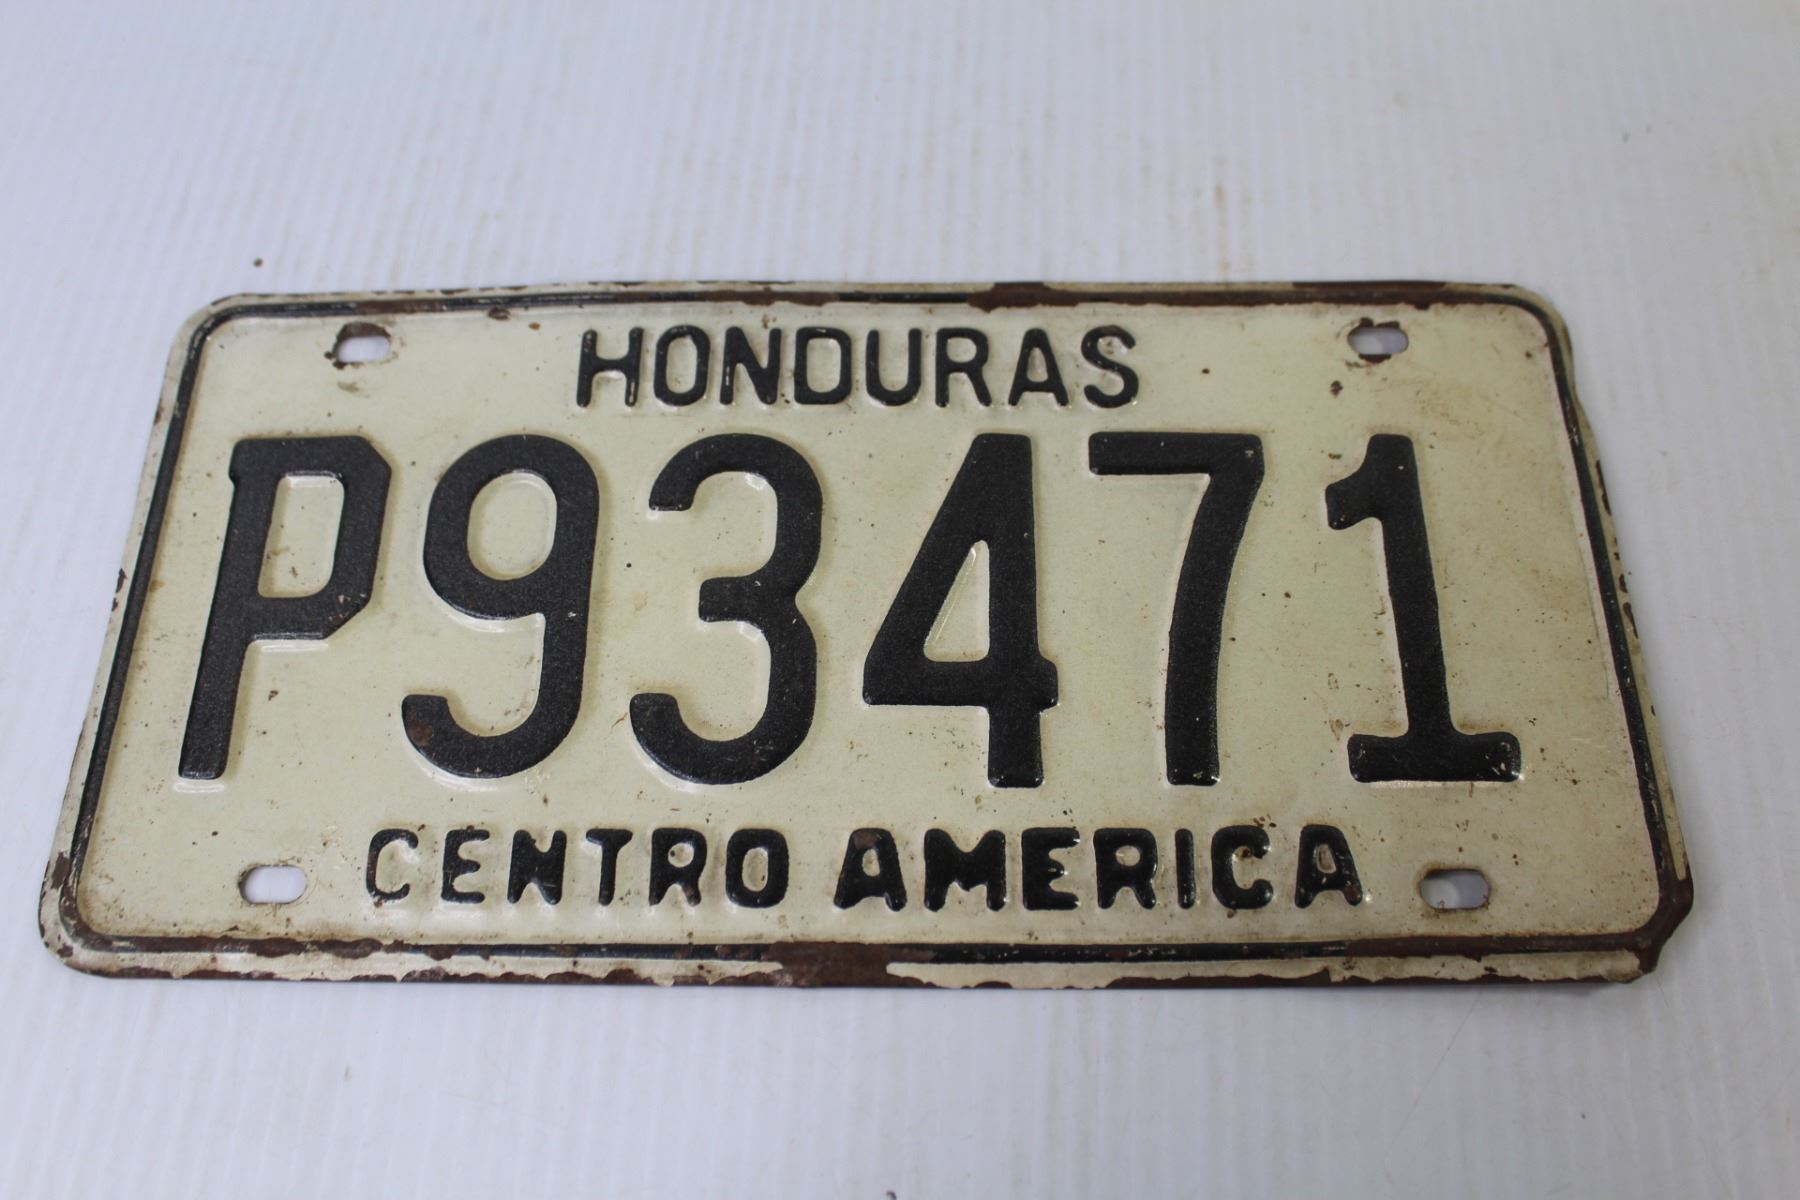 HONDURAS
P93471
CENTRO AMERICA